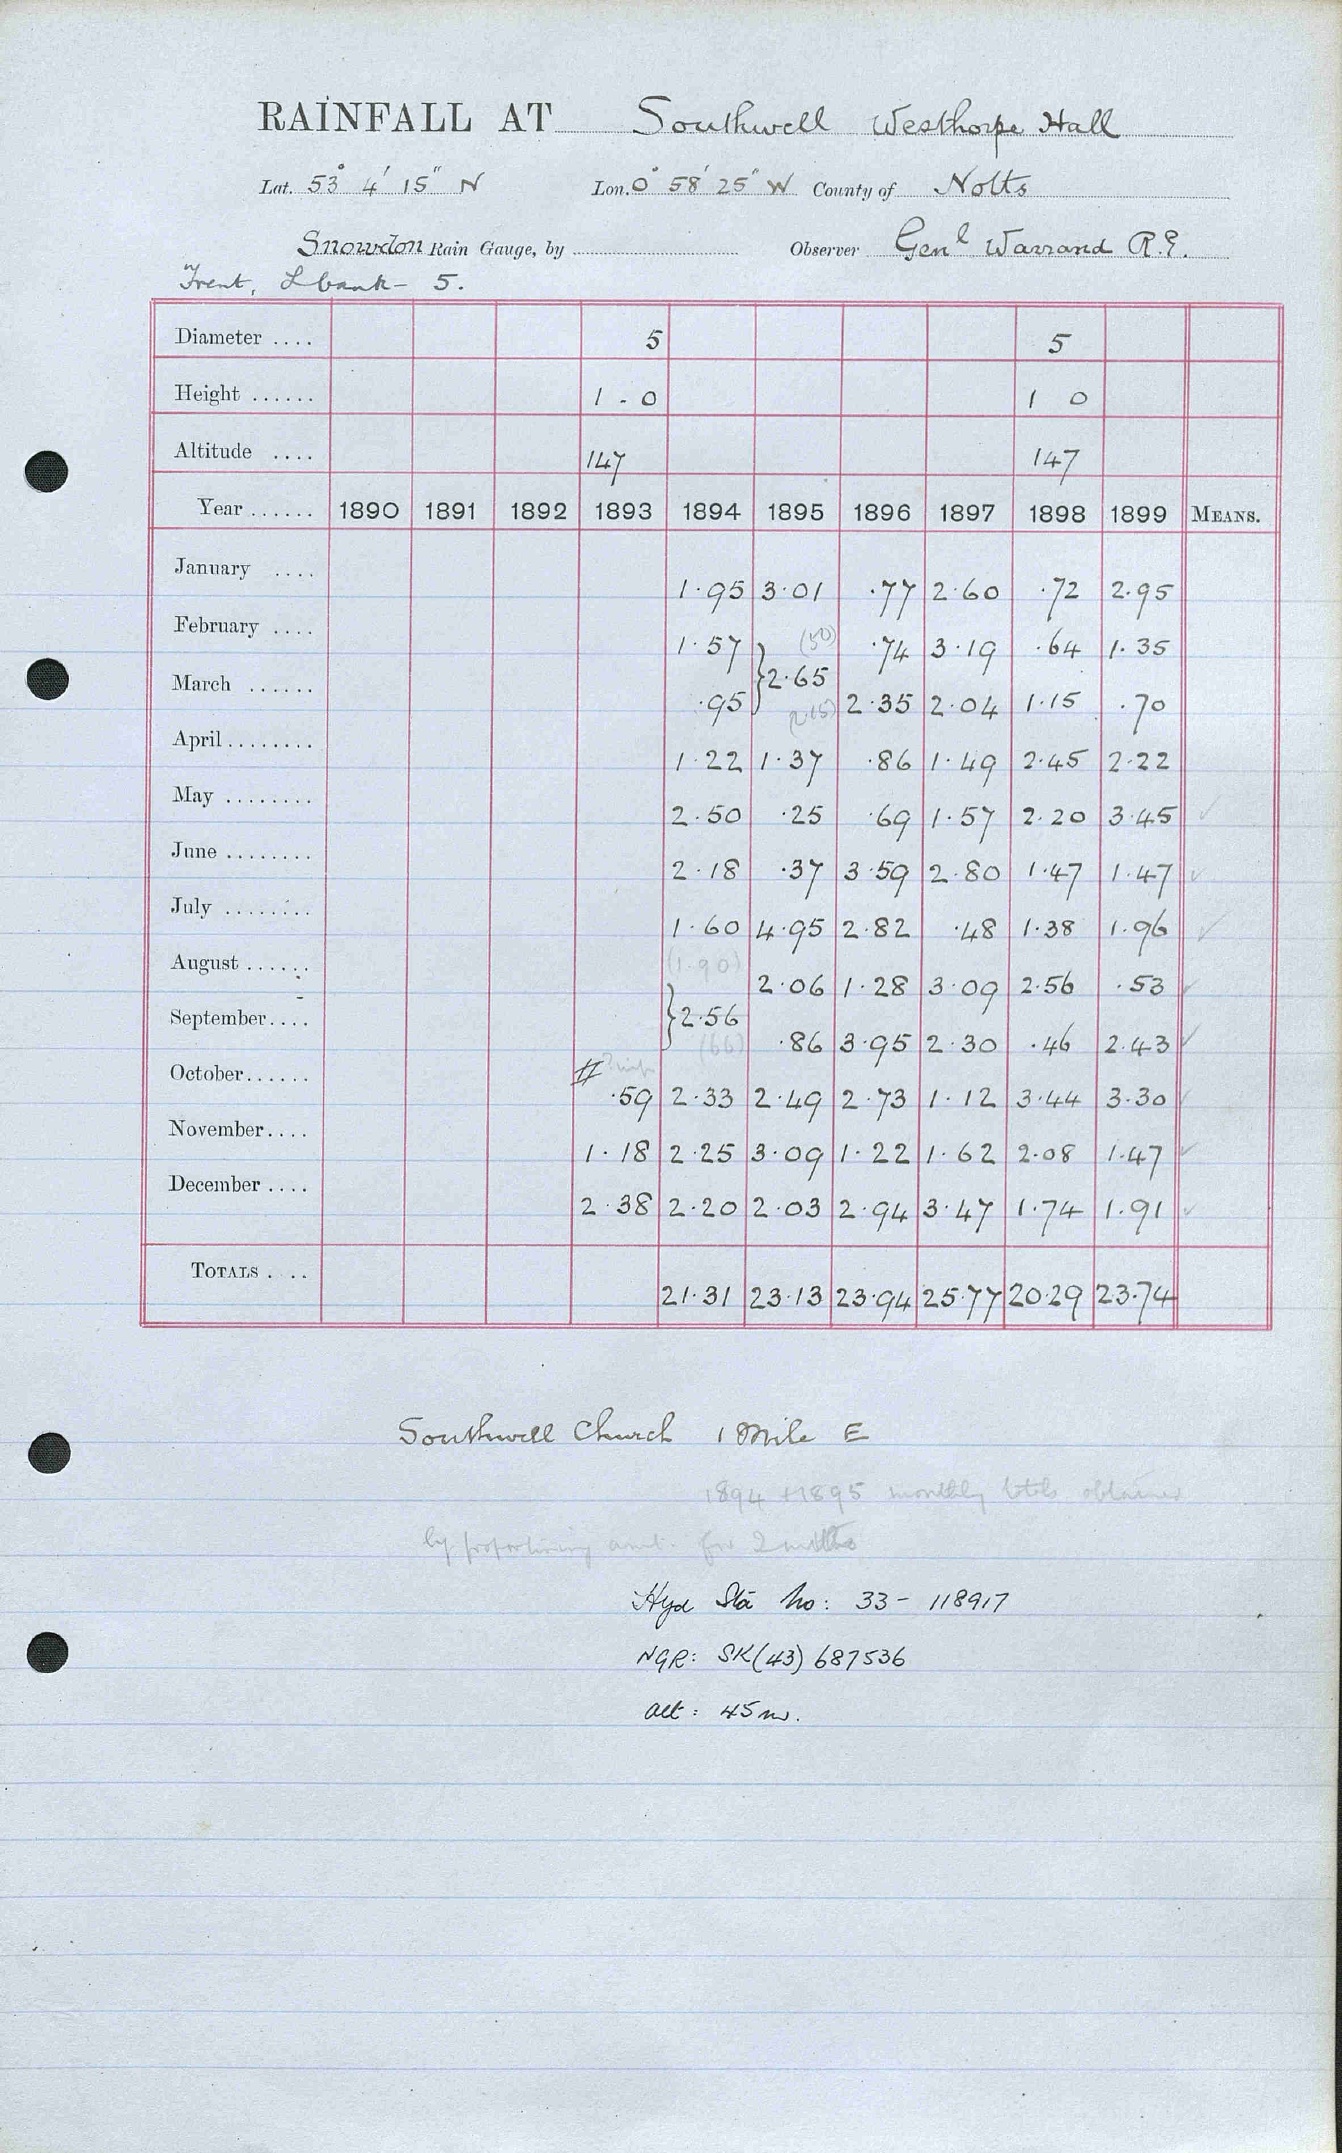 RAINFALL AT Southwell Westhorpe Hall
Lat. 53° 4' 15" N Lon. 0° 58' 25" W County of Notts
Snowdon Rain Gauge, by Observer Genl Warrand R.E.
Trent, L bank - 5.
Diameter .... 5 5
Height ...... 1 - 0 1 0
Altitude .... 147 147
Year ...... 1890 1891 1892 1893 1894 1895 1896 1897 1898 1899 MEANS.
January .... 1·95 3·01 ·77 2·60 ·72 2·95
February .... 1·57 (50) ·74 3·19 ·64 1·35
} 2·65
March ...... ·95 (2·15) 2·35 2·04 1·15 ·70
April ........ 1·22 1·37 ·86 1·49 2·45 2·22
May ........ 2·50 ·25 ·69 1·57 2·20 3·45 ✓
June ........ 2·18 ·37 3·59 2·80 1·47 1·47 ✓
July ........ 1·60 4·95 2·82 ·48 1·38 1·96 ✓
August ...... (1·90) 2·06 1·28 3·09 2·56 ·53 ✓
} 2·56
September.... (66) ·86 3·95 2·30 ·46 2·43 ✓
October...... # ·59 2·33 2·49 2·73 1·12 3·44 3·30 ✓
November.... 1·18 2·25 3·09 1·22 1·62 2·08 1·47 ✓
December .... 2·38 2·20 2·03 2·94 3·47 1·74 1·91 ✓
TOTALS . .. 21·31 23·13 23·94 25·77 20·29 23·74
Southwell Church 1 Mile E
1894 + 1895 monthly totals obtained
by proportioning amt. for 2 mths
Hyd Sta No: 33 - 118917
NGR: SK(43) 687536
alt: 45m.